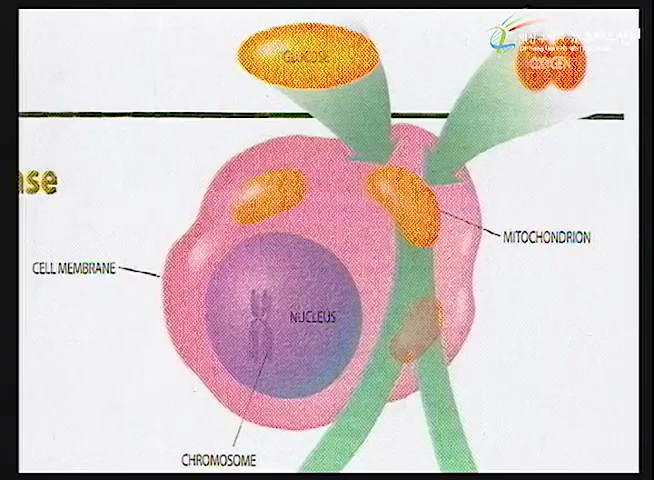 GLUCOSE
OXYGEN
ase
MITOCHONDRION
CELL MEMBRANE
NUCLEUS
CHROMOSOME